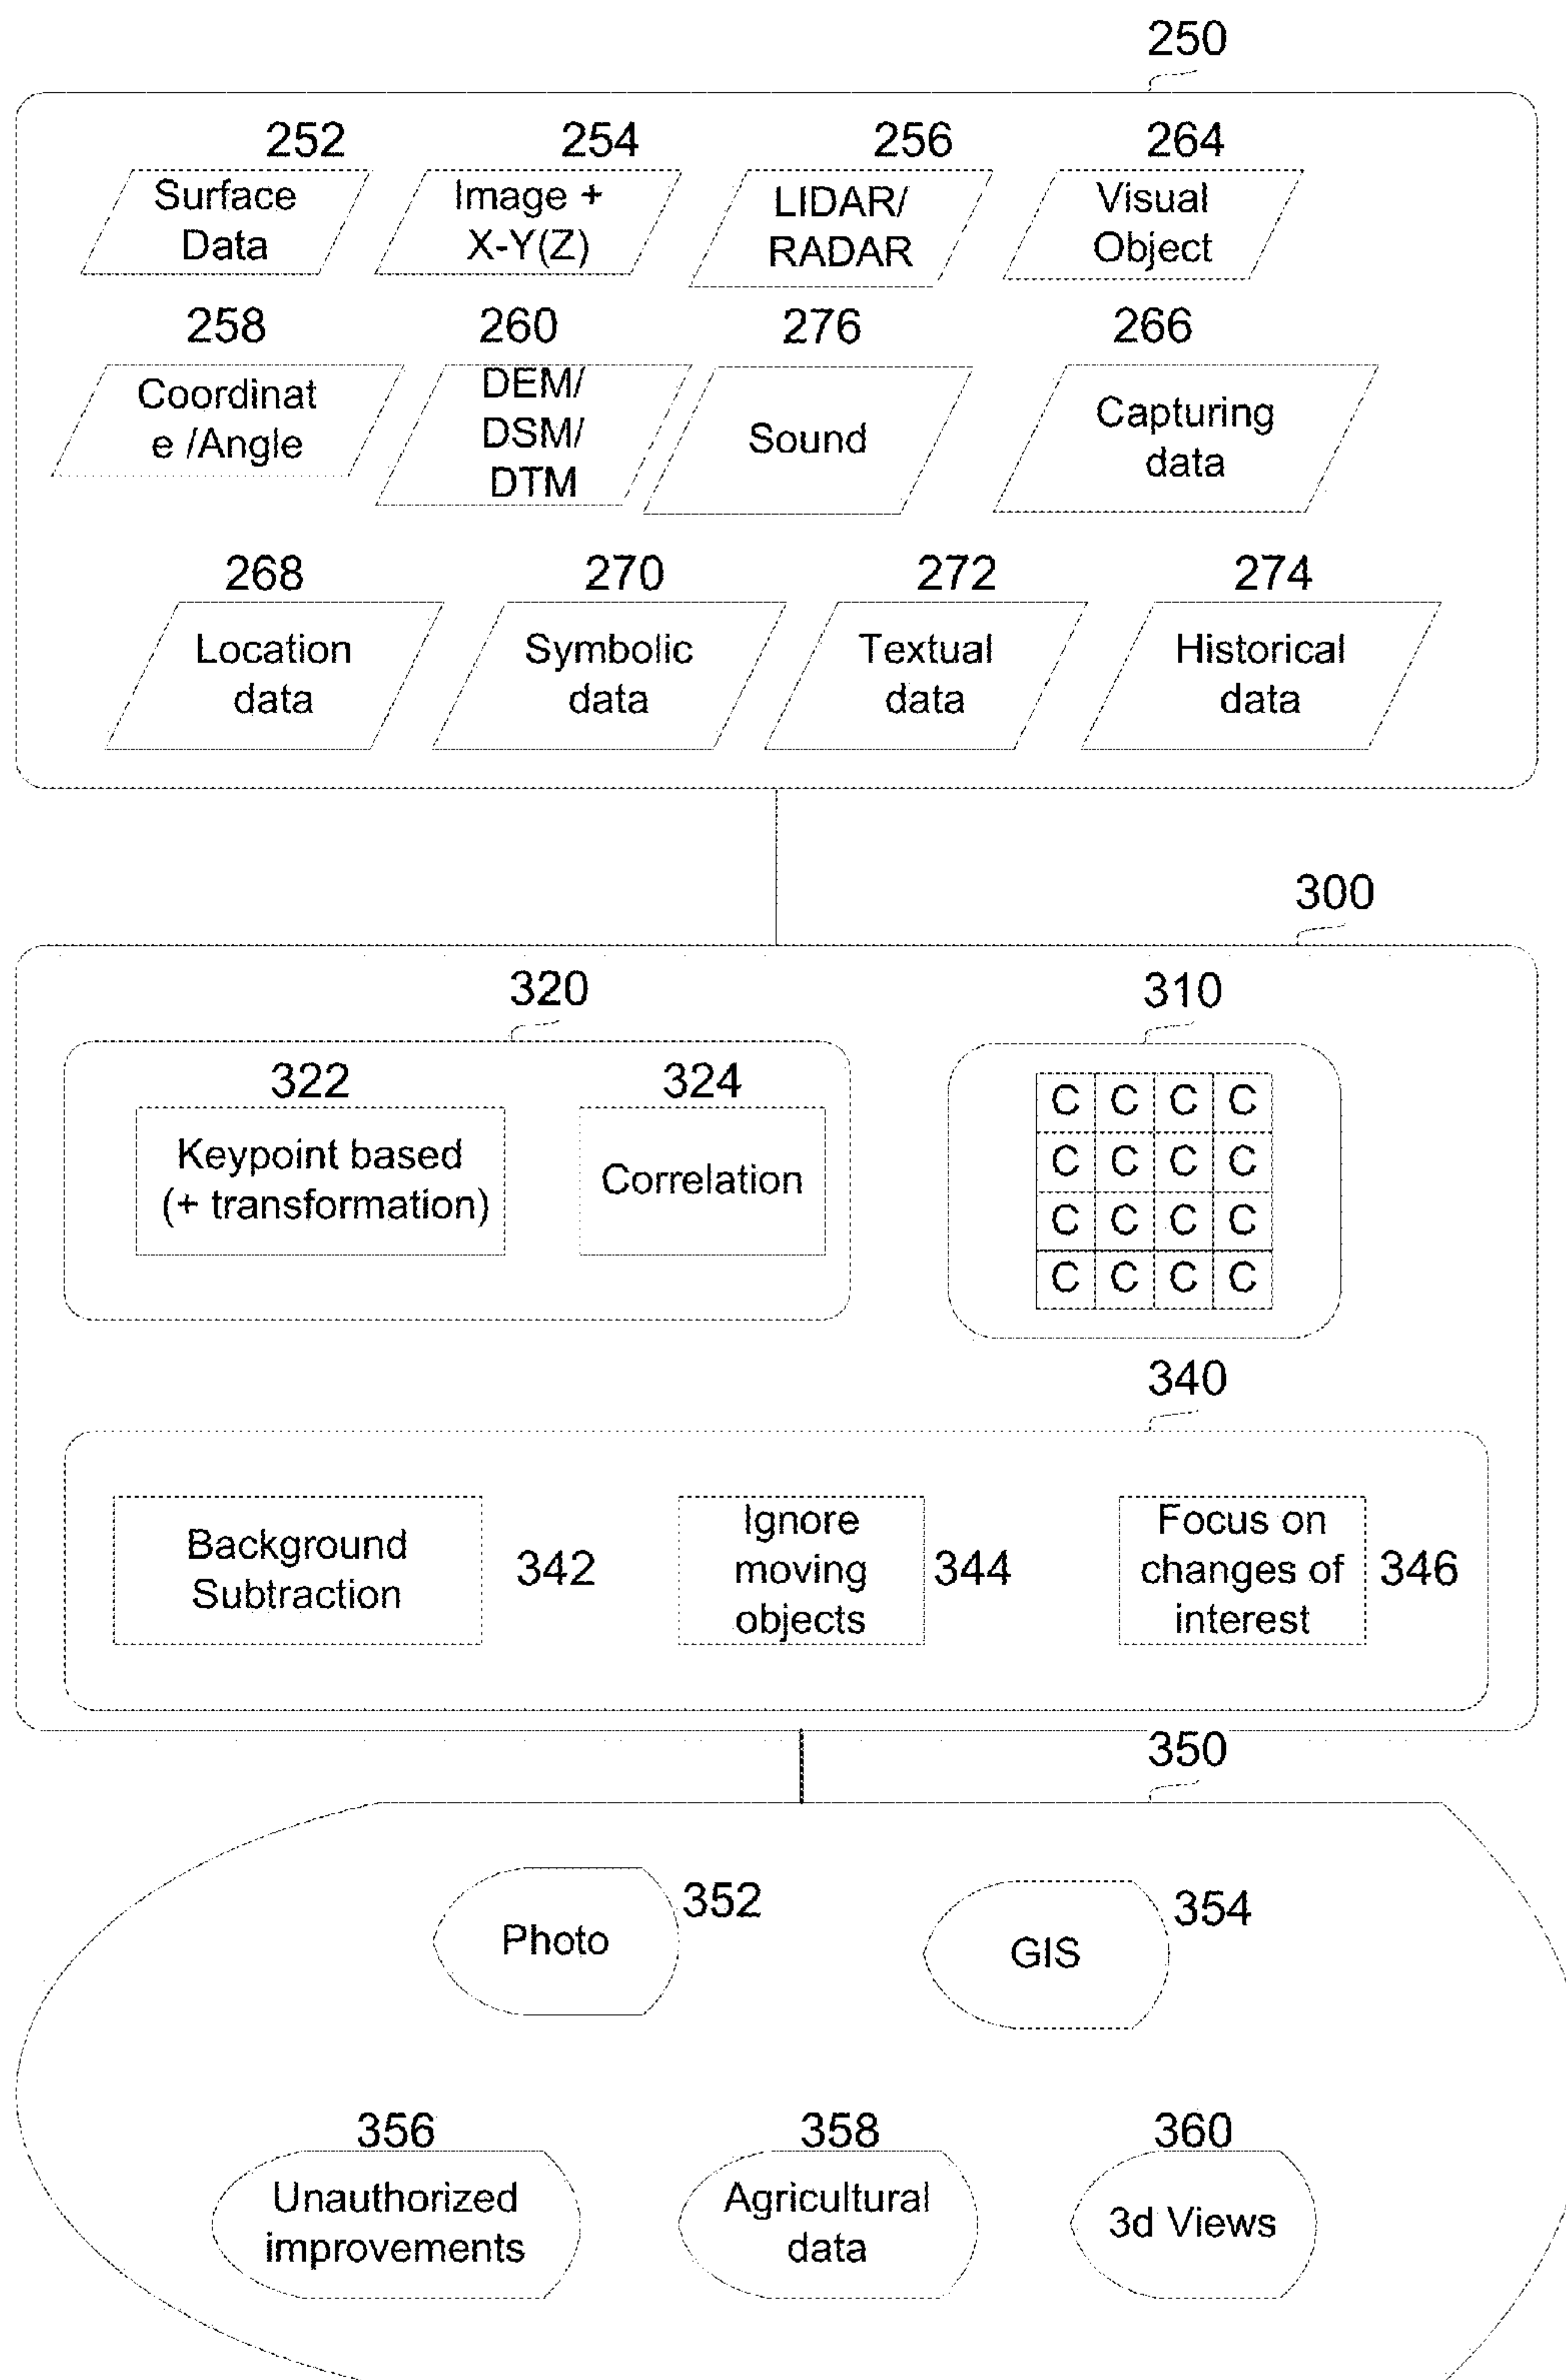 250
252
Surface
Data
254
Image +
X-Y(Z)
256
LIDAR/
RADAR
264
Visual
Object
258
Coordinat
e /Angle
260
DEM/
DSM/
DTM
276
Sound
266
Capturing
data
268
Location
data
270
Symbolic
data
272
Textual
data
274
Historical
data
300
320
322
Keypoint based
(+ transformation)
324
Correlation
310
C C C C
C C C C
C C C C
C C C C
340
Background
Subtraction
342
Ignore
moving
objects
344
Focus on
changes of
interest
346
350
Photo
352
GIS
354
356
Unauthorized
improvements
358
Agricultural
data
360
3d Views